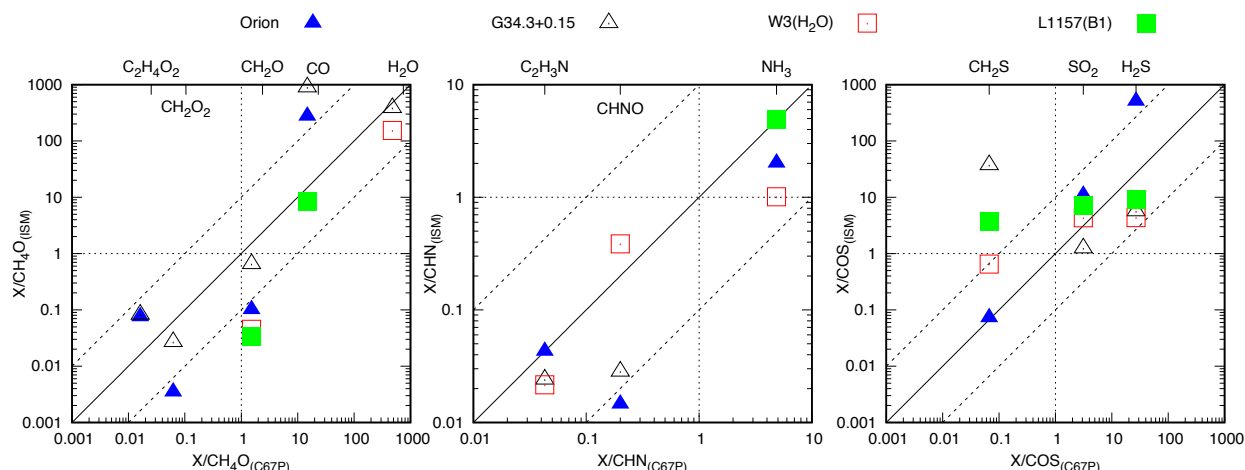 Orion G34.3+0.15 W3(H₂O) L1157(B1)
C₂H₄O₂ CH₂O CO H₂O
CH₂O₂
1000
100
10
1
0.1
0.01
0.001
0.001 0.01 0.1 1 10 100 1000
X/CH₄O(ISM)
X/CH₄O(C67P)
C₂H₃N NH₃
CHNO
10
1
0.1
0.01
0.01 0.1 1 10
X/CHN(ISM)
X/CHN(C67P)
CH₂S SO₂ H₂S
1000
100
10
1
0.1
0.01
0.001
0.001 0.01 0.1 1 10 100 1000
X/COS(ISM)
X/COS(C67P)